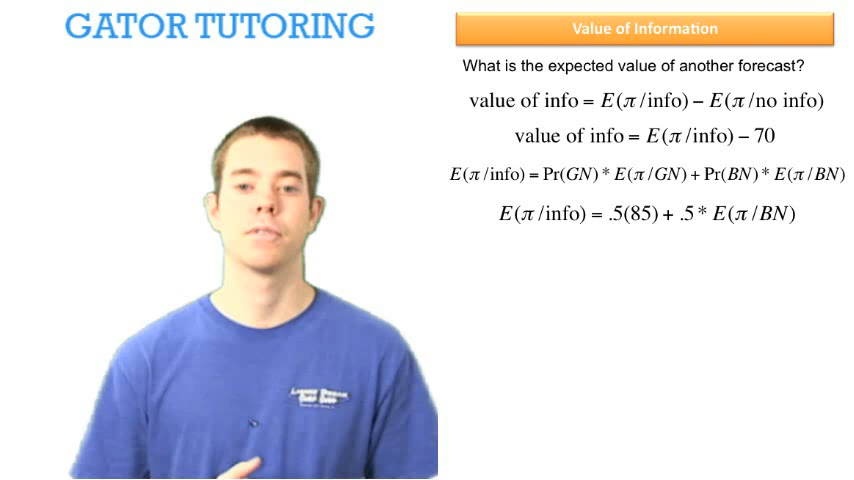 GATOR TUTORING
Value of Information
What is the expected value of another forecast?
value of info = E(π/info) − E(π/no info)
value of info = E(π/info) − 70
E(π/info) = Pr(GN) * E(π/GN) + Pr(BN) * E(π/BN)
E(π/info) = .5(85) + .5 * E(π/BN)